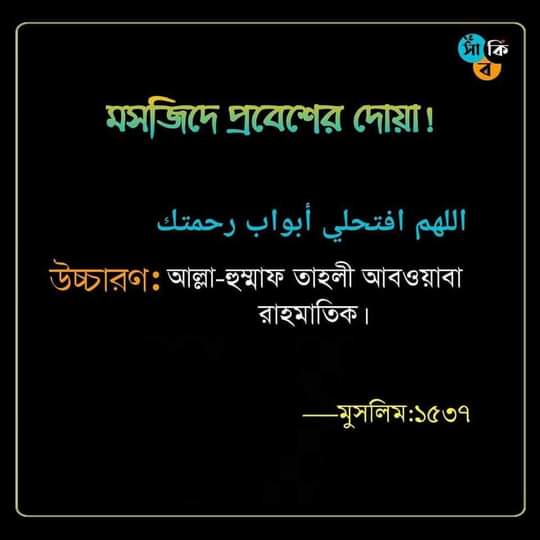 সাকিব
মসজিদে প্রবেশের দোয়া!
اللهم افتحلي أبواب رحمتك
উচ্চারণ: আল্লা-হুম্মাফ তাহলী আবওয়াবা
রাহমাতিক।
—মুসলিম:১৫৩৭